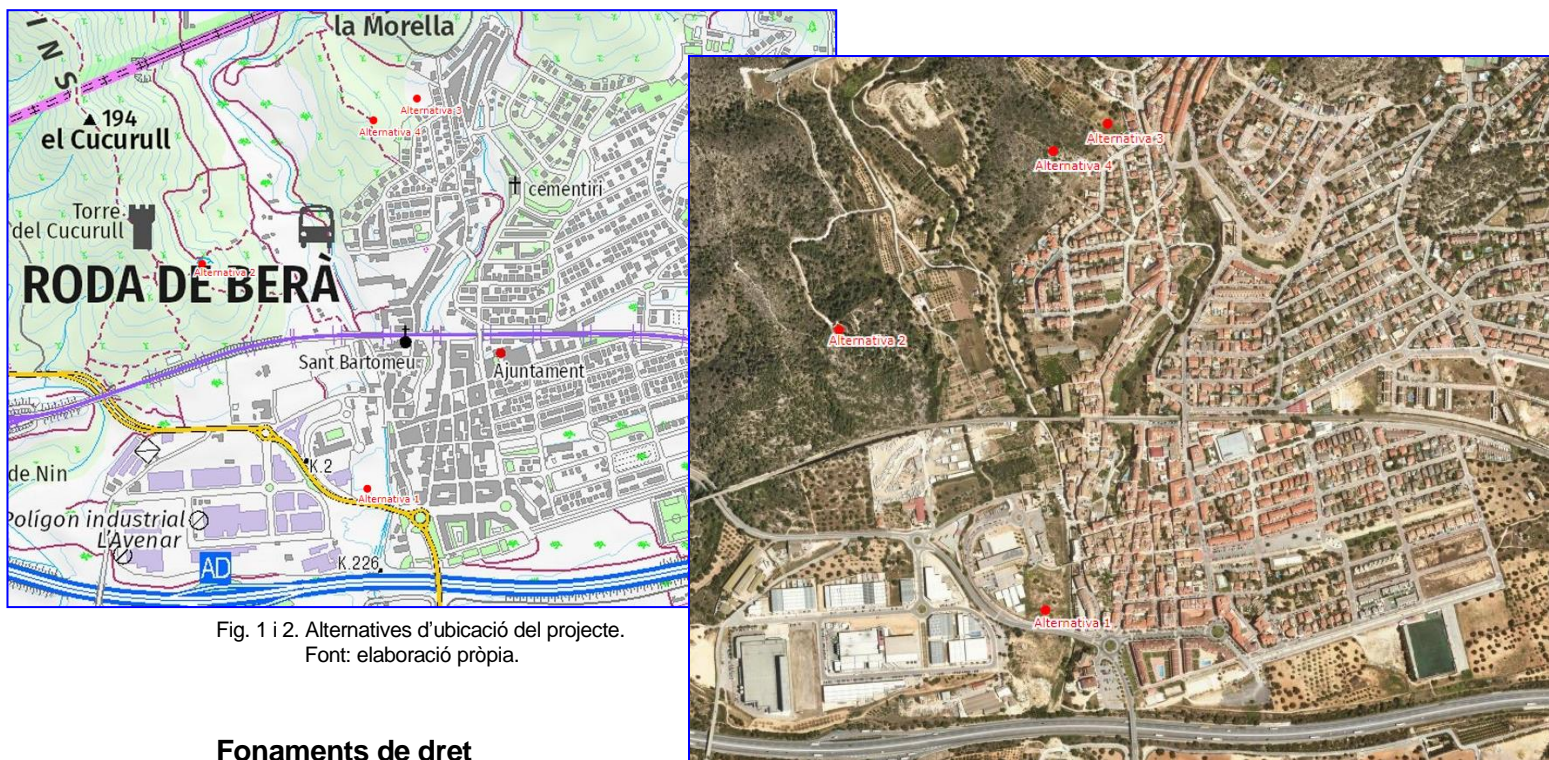 la Morella
I N S
Alternativa 3
Alternativa 4
194
el Cucurull
cementiri
Torre
del Cucurull
Alternativa 2
RODA DE BERÀ
Sant Bartomeu
Ajuntament
K.2
de Nin
Alternativa 1
Polígon industrial
L'Avenar
AD
K.226
Alternativa 3
Alternativa 4
Alternativa 2
Alternativa 1
Fig. 1 i 2. Alternatives d'ubicació del projecte.
Font: elaboració pròpia.
Fonaments de dret